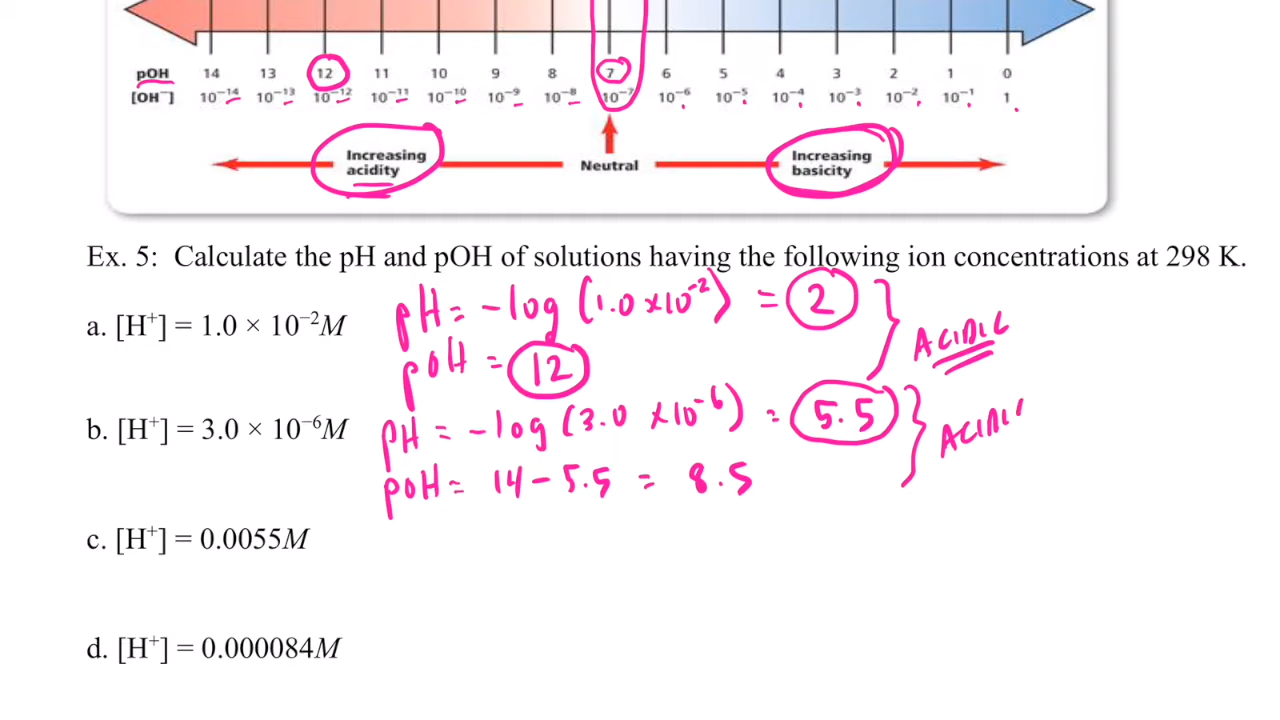 pOH 14 13 12 11 10 9 8 7 6 5 4 3 2 1 0
[OH⁻] 10⁻¹⁴ 10⁻¹³ 10⁻¹² 10⁻¹¹ 10⁻¹⁰ 10⁻⁹ 10⁻⁸ 10⁻⁷ 10⁻⁶ 10⁻⁵ 10⁻⁴ 10⁻³ 10⁻² 10⁻¹ 1
Increasing acidity
Neutral
Increasing basicity
Ex. 5: Calculate the pH and pOH of solutions having the following ion concentrations at 298 K.
a. [H⁺] = 1.0 × 10⁻²M
pH = -log (1.0 x10⁻²) = 2
pOH = 12
ACIDIC
b. [H⁺] = 3.0 × 10⁻⁶M
pH = -log (3.0 x10⁻⁶) = 5.5
pOH = 14 - 5.5 = 8.5
ACIDIC
c. [H⁺] = 0.0055M
d. [H⁺] = 0.000084M